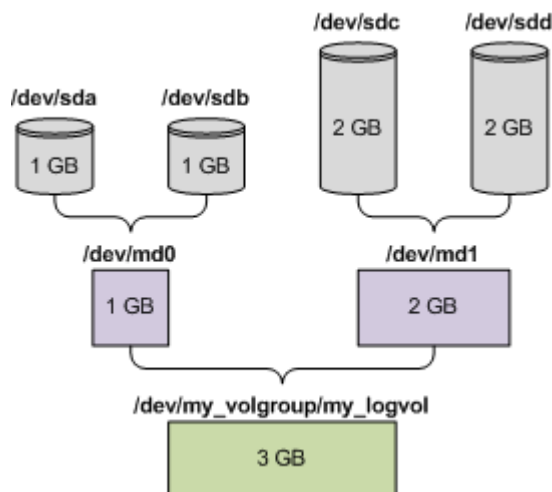 /dev/sdc /dev/sdd
/dev/sda /dev/sdb
2 GB 2 GB
1 GB 1 GB
/dev/md0 /dev/md1
1 GB 2 GB
/dev/my_volgroup/my_logvol
3 GB